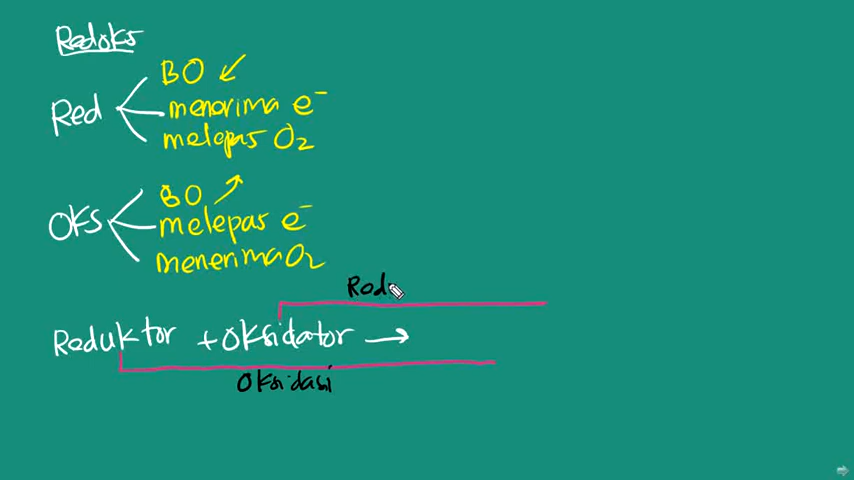 Redoks
BO ↙
Red menerima e⁻
melepas O₂
BO ↗
OKS melepas e⁻
menerima O₂
Red
Reduktor + Oksidator →
Oksidasi